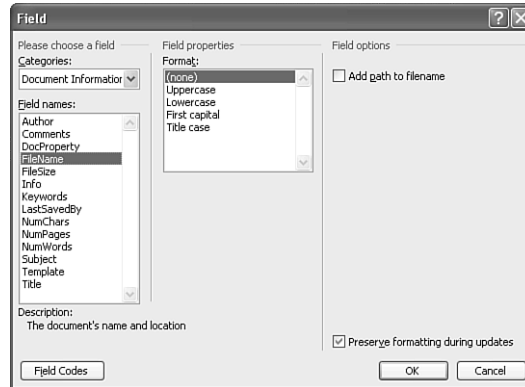 Field
Please choose a field
Categories:
Document Information
Field names:
Author
Comments
DocProperty
FileName
FileSize
Info
Keywords
LastSavedBy
NumChars
NumPages
NumWords
Subject
Template
Title
Description:
The document's name and location
Field Codes
Field properties
Format:
(none)
Uppercase
Lowercase
First capital
Title case
Field options
Add path to filename
Preserve formatting during updates
OK
Cancel